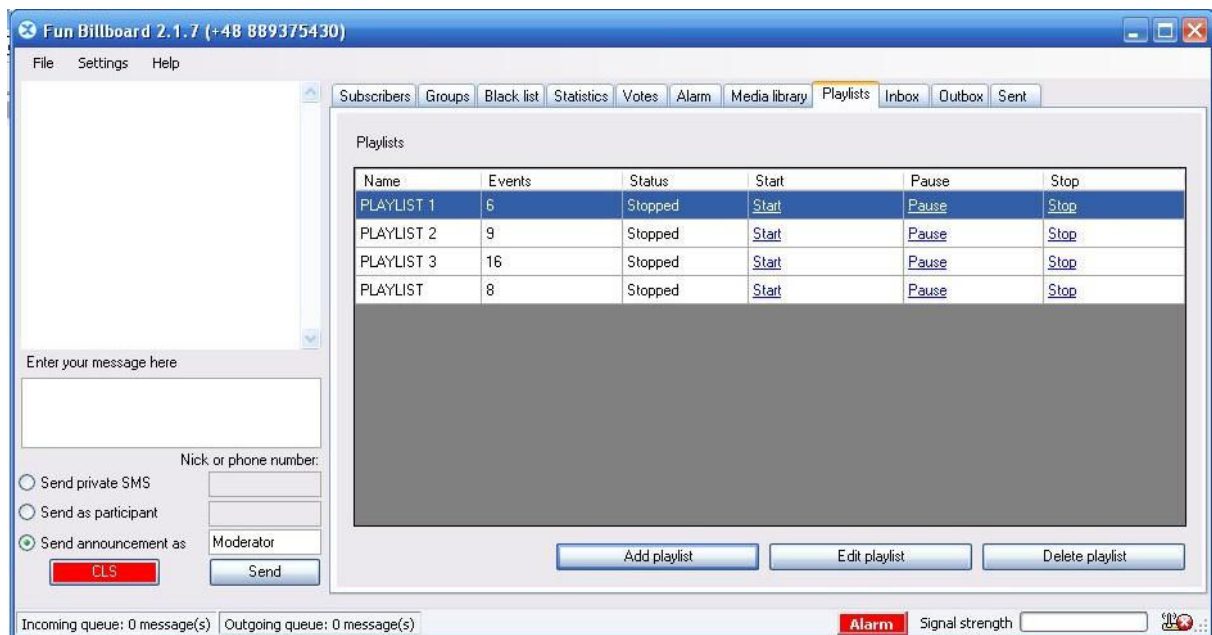 Fun Billboard 2.1.7 (+48 889375430)
File Settings Help
Subscribers Groups Black list Statistics Votes Alarm Media library Playlists Inbox Outbox Sent
Playlists
Name Events Status Start Pause Stop
PLAYLIST 1 6 Stopped Start Pause Stop
PLAYLIST 2 9 Stopped Start Pause Stop
PLAYLIST 3 16 Stopped Start Pause Stop
PLAYLIST 8 Stopped Start Pause Stop
Enter your message here
Nick or phone number:
Send private SMS
Send as participant
Send announcement as Moderator
CLS Send
Add playlist Edit playlist Delete playlist
Incoming queue: 0 message(s) Outgoing queue: 0 message(s) Alarm Signal strength